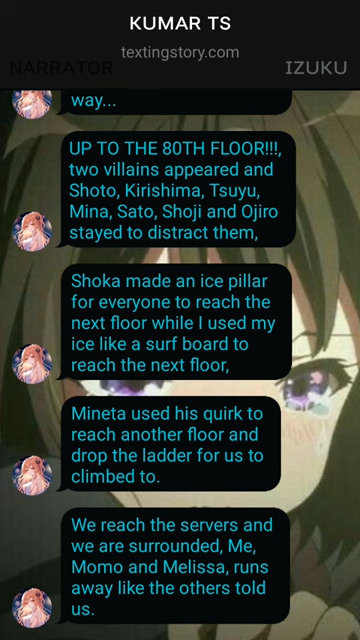 KUMAR TS
textingstory.com
NARRATOR
IZUKU
way...
UP TO THE 80TH FLOOR!!!,
two villains appeared and
Shoto, Kirishima, Tsuyu,
Mina, Sato, Shoji and Ojiro
stayed to distract them,
Shoka made an ice pillar
for everyone to reach the
next floor while I used my
ice like a surf board to
reach the next floor,
Mineta used his quirk to
reach another floor and
drop the ladder for us to
climbed to.
We reach the servers and
we are surrounded, Me,
Momo and Melissa, runs
away like the others told
us.